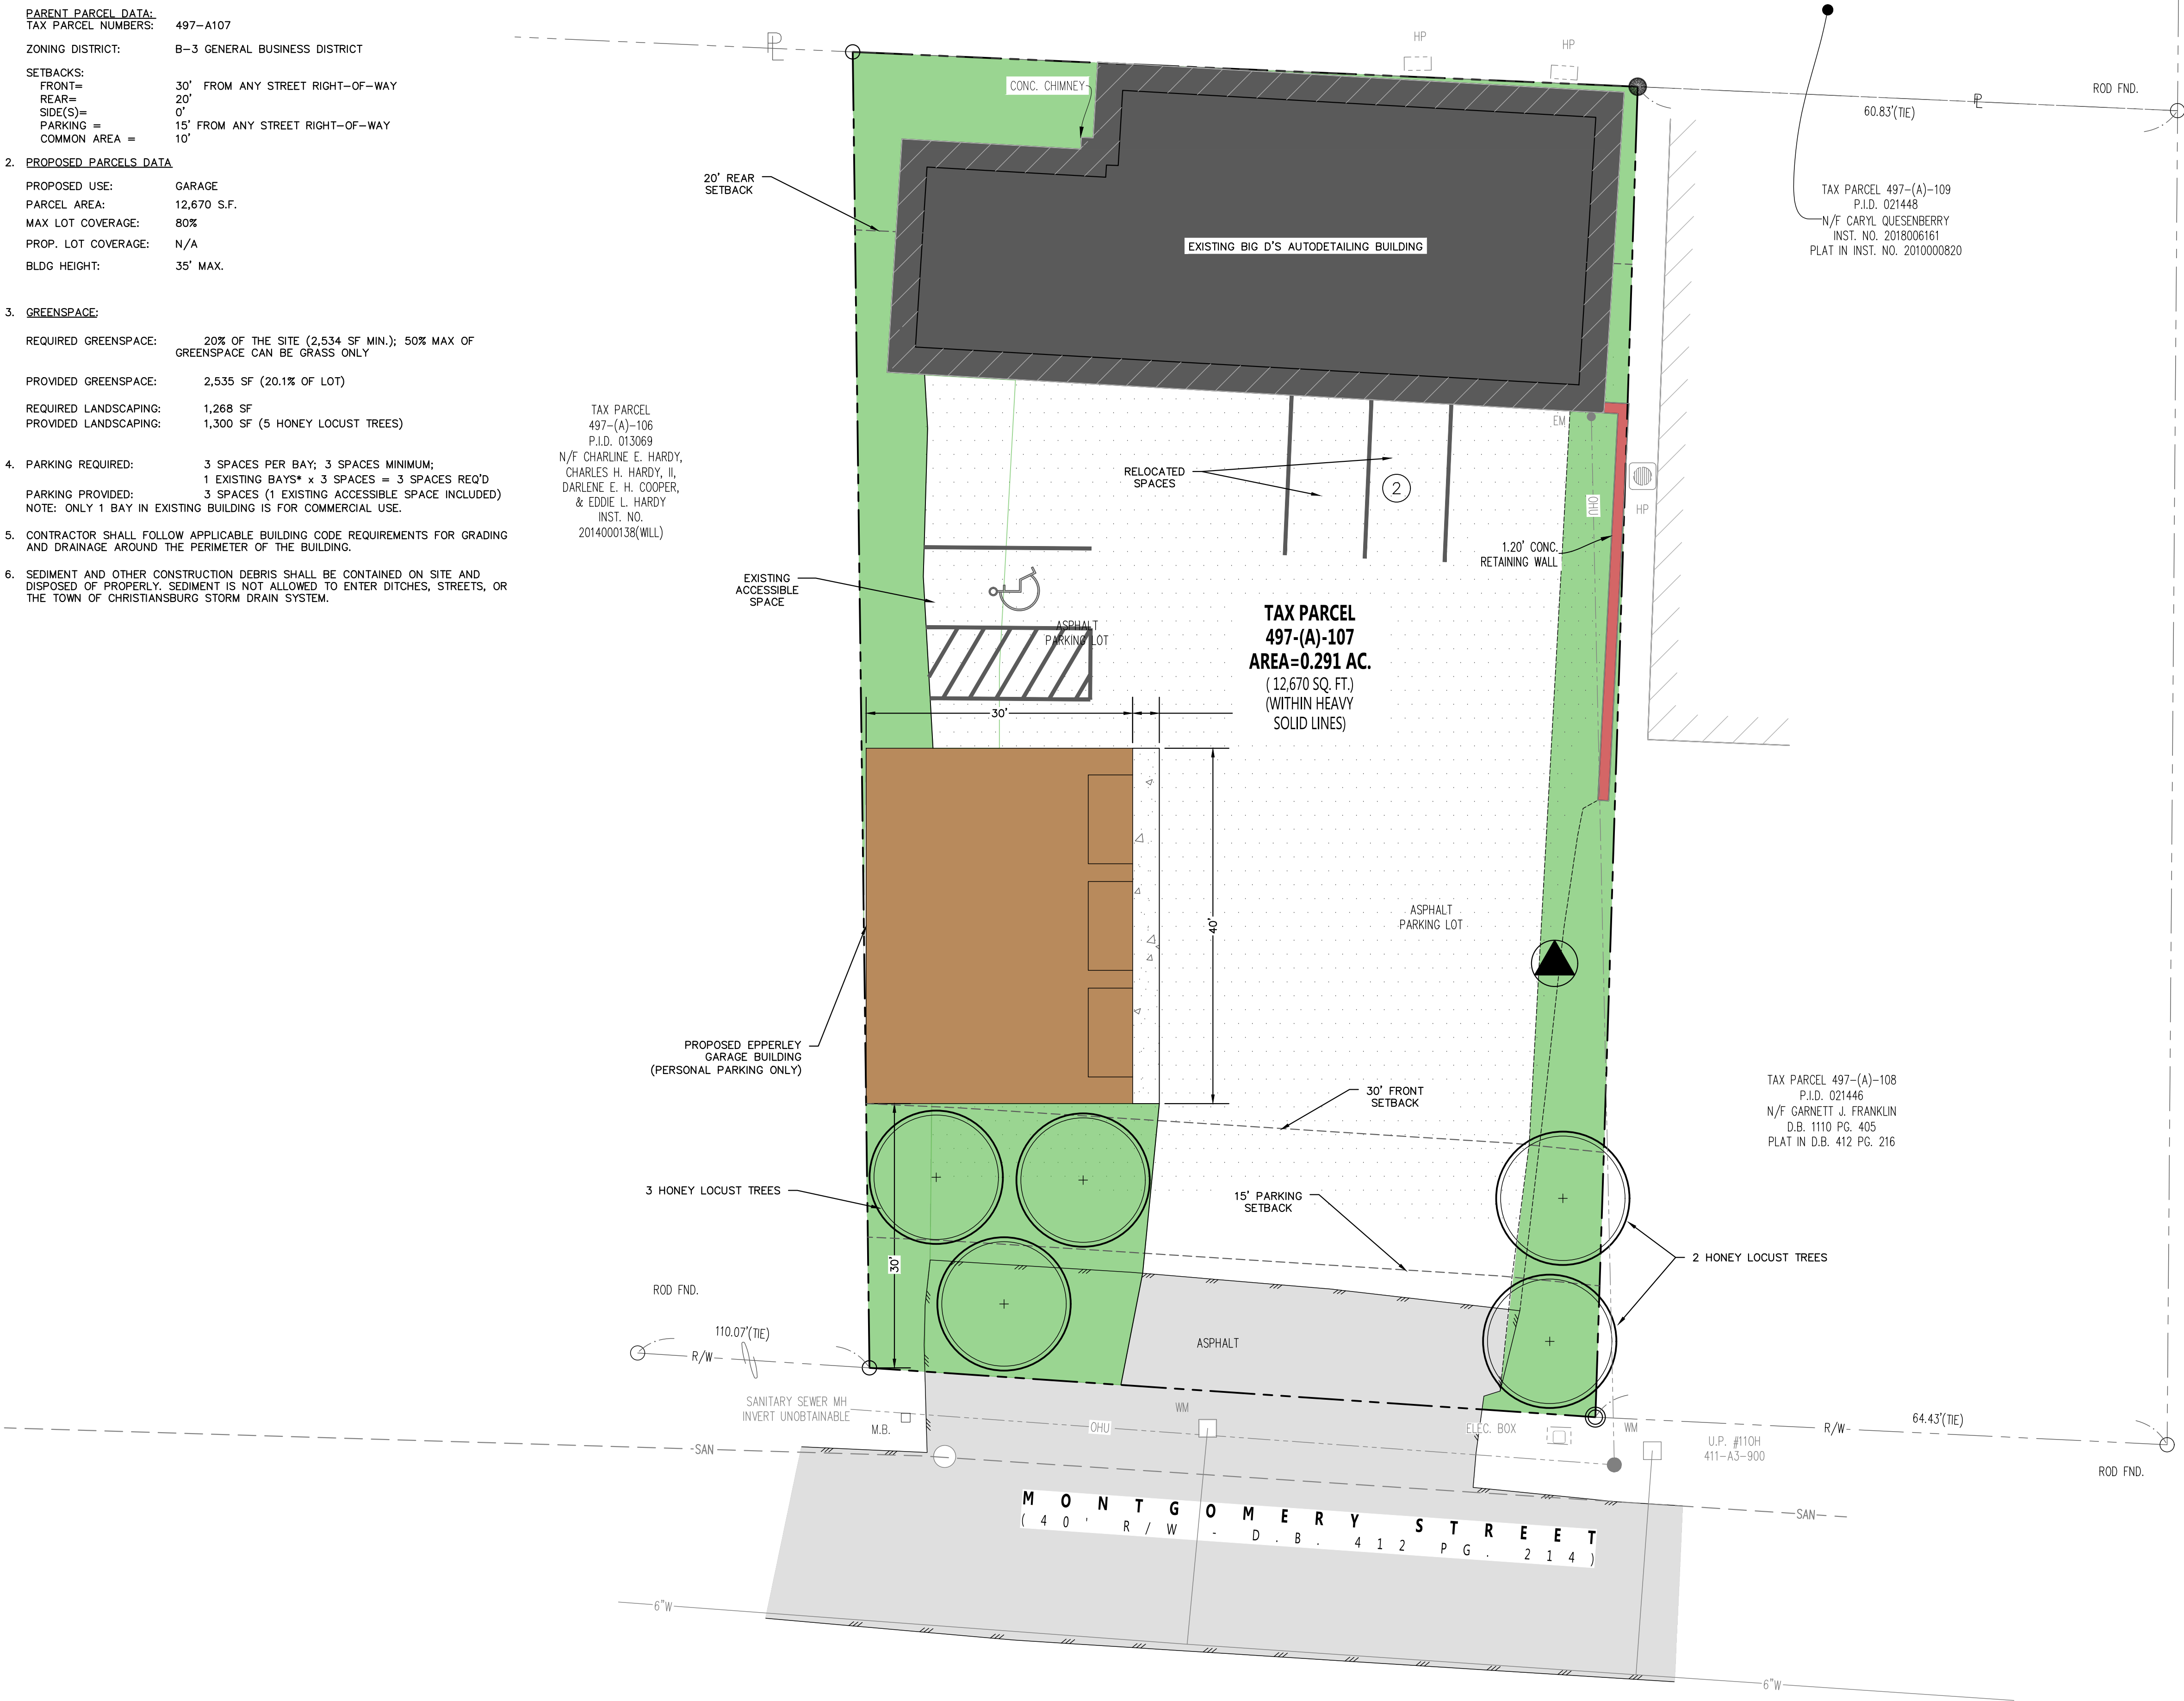 PARENT PARCEL DATA:
TAX PARCEL NUMBERS: 497-A107
ZONING DISTRICT: B-3 GENERAL BUSINESS DISTRICT
SETBACKS:
FRONT= 30' FROM ANY STREET RIGHT-OF-WAY
REAR= 20'
SIDE(S)= 0'
PARKING = 15' FROM ANY STREET RIGHT-OF-WAY
COMMON AREA = 10'
2. PROPOSED PARCELS DATA
PROPOSED USE: GARAGE
PARCEL AREA: 12,670 S.F.
MAX LOT COVERAGE: 80%
PROP. LOT COVERAGE: N/A
BLDG HEIGHT: 35' MAX.
3. GREENSPACE:
REQUIRED GREENSPACE: 20% OF THE SITE (2,534 SF MIN.); 50% MAX OF
GREENSPACE CAN BE GRASS ONLY
PROVIDED GREENSPACE: 2,535 SF (20.1% OF LOT)
REQUIRED LANDSCAPING: 1,268 SF
PROVIDED LANDSCAPING: 1,300 SF (5 HONEY LOCUST TREES)
4. PARKING REQUIRED: 3 SPACES PER BAY; 3 SPACES MINIMUM;
1 EXISTING BAYS* x 3 SPACES = 3 SPACES REQ'D
PARKING PROVIDED: 3 SPACES (1 EXISTING ACCESSIBLE SPACE INCLUDED)
NOTE: ONLY 1 BAY IN EXISTING BUILDING IS FOR COMMERCIAL USE.
5. CONTRACTOR SHALL FOLLOW APPLICABLE BUILDING CODE REQUIREMENTS FOR GRADING
AND DRAINAGE AROUND THE PERIMETER OF THE BUILDING.
6. SEDIMENT AND OTHER CONSTRUCTION DEBRIS SHALL BE CONTAINED ON SITE AND
DISPOSED OF PROPERLY. SEDIMENT IS NOT ALLOWED TO ENTER DITCHES, STREETS, OR
THE TOWN OF CHRISTIANSBURG STORM DRAIN SYSTEM.
PL
HP
HP
CONC. CHIMNEY
60.83'(TIE)
PL
ROD FND.
20' REAR
SETBACK
EXISTING BIG D'S AUTODETAILING BUILDING
TAX PARCEL 497-(A)-109
P.I.D. 021448
N/F CARYL QUESENBERRY
INST. NO. 2018006161
PLAT IN INST. NO. 2010000820
TAX PARCEL
497-(A)-106
P.I.D. 013069
N/F CHARLINE E. HARDY,
CHARLES H. HARDY, II,
DARLENE E. H. COOPER,
& EDDIE L. HARDY
INST. NO.
2014000138(WILL)
EM
RELOCATED
SPACES
2
OHU
HP
1.20' CONC.
RETAINING WALL
EXISTING
ACCESSIBLE
SPACE
ASPHALT
PARKING LOT
TAX PARCEL
497-(A)-107
AREA=0.291 AC.
( 12,670 SQ. FT.)
(WITHIN HEAVY
SOLID LINES)
30'
40'
ASPHALT
PARKING LOT
PROPOSED EPPERLEY
GARAGE BUILDING
(PERSONAL PARKING ONLY)
30' FRONT
SETBACK
TAX PARCEL 497-(A)-108
P.I.D. 021446
N/F GARNETT J. FRANKLIN
D.B. 1110 PG. 405
PLAT IN D.B. 412 PG. 216
3 HONEY LOCUST TREES
15' PARKING
SETBACK
30'
2 HONEY LOCUST TREES
ROD FND.
110.07'(TIE)
R/W
ASPHALT
SANITARY SEWER MH
INVERT UNOBTAINABLE
M.B.
OHU
WM
ELEC. BOX
WM
U.P. #110H
411-A3-900
R/W
64.43'(TIE)
ROD FND.
SAN
SAN
MONTGOMERY STREET
(40' R/W - D.B. 412 PG. 214)
6"W
6"W